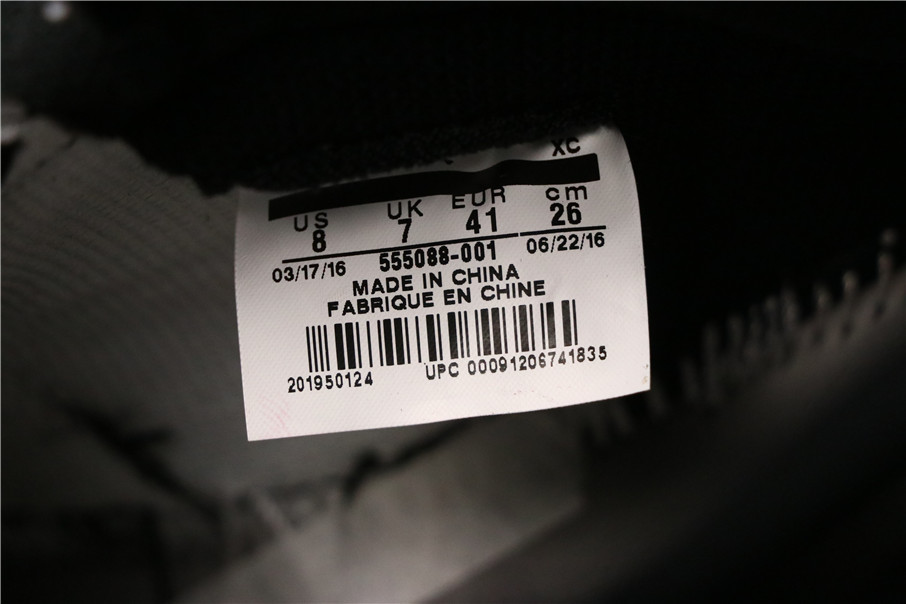 XC
US UK EUR cm
8 7 41 26
03/17/16 555088-001 06/22/16
MADE IN CHINA
FABRIQUE EN CHINE
201950124 UPC 00091206741835